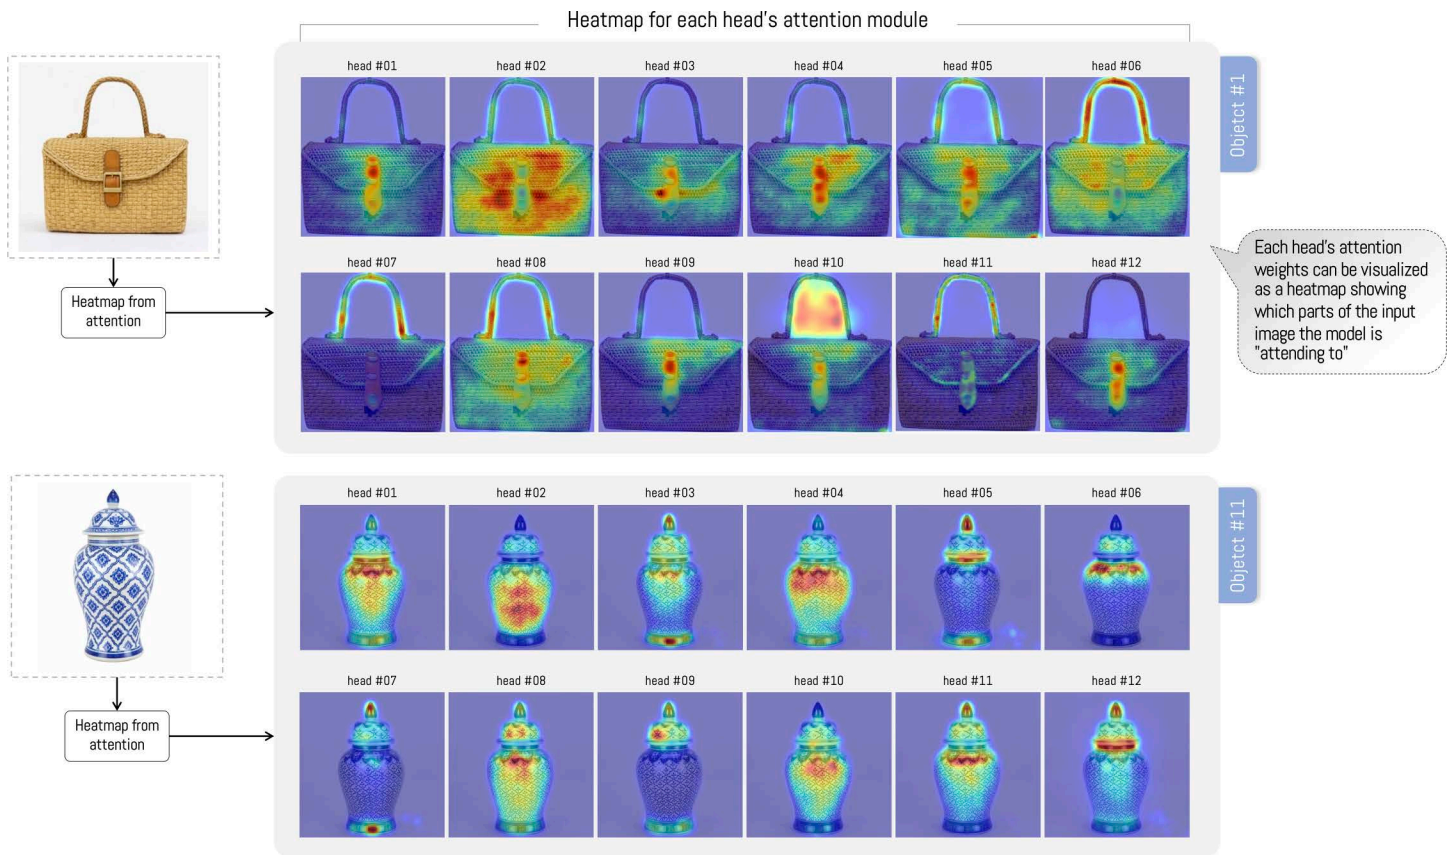 Heatmap for each head's attention module
head #01
head #02
head #03
head #04
head #05
head #06
Objetct #1
head #07
head #08
head #09
head #10
head #11
head #12
Heatmap from
attention
Each head's attention
weights can be visualized
as a heatmap showing
which parts of the input
image the model is
"attending to"
head #01
head #02
head #03
head #04
head #05
head #06
Objetct #11
head #07
head #08
head #09
head #10
head #11
head #12
Heatmap from
attention